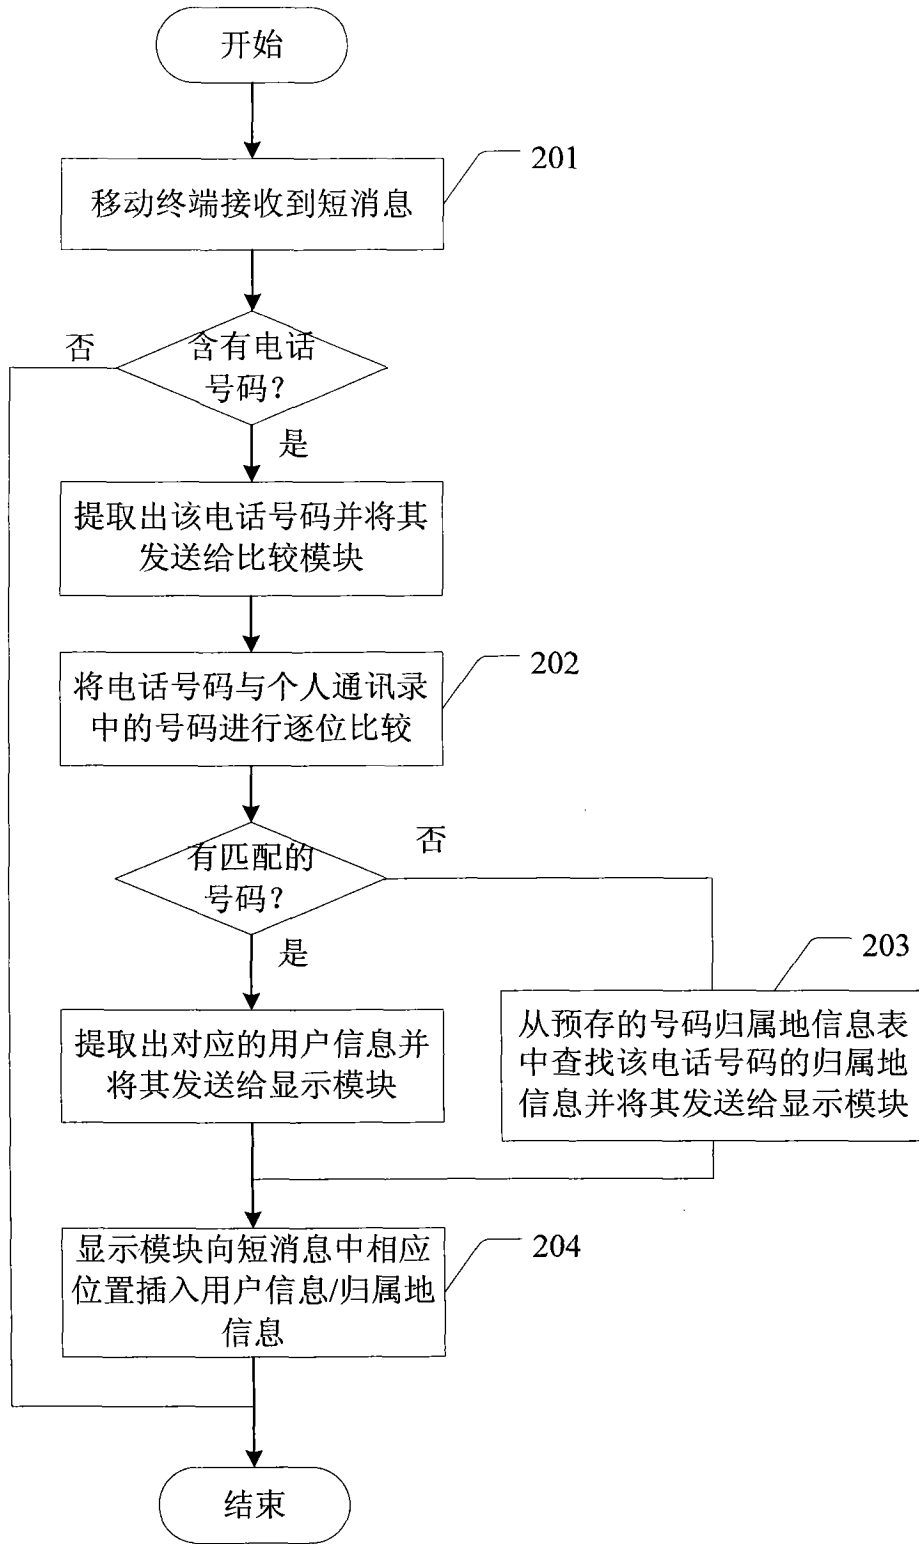 开始
201
移动终端接收到短消息
否
含有电话
号码？
是
提取出该电话号码并将其
发送给比较模块
202
将电话号码与个人通讯录
中的号码进行逐位比较
否
有匹配的
号码？
是
203
提取出对应的用户信息并
将其发送给显示模块
从预存的号码归属地信息表
中查找该电话号码的归属地
信息并将其发送给显示模块
204
显示模块向短消息中相应
位置插入用户信息/归属地
信息
结束